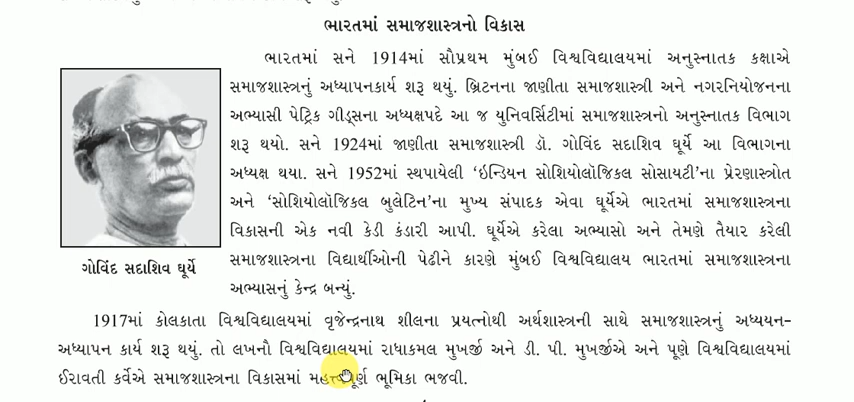 ભારતમાં સમાજશાસ્ત્રનો વિકાસ
ભારતમાં સને 1914માં સૌપ્રથમ મુંબઈ વિશ્વવિદ્યાલયમાં અનુસ્નાતક કક્ષાએ
સમાજશાસ્ત્રનું અધ્યાપનકાર્ય શરૂ થયું. બ્રિટનના જાણીતા સમાજશાસ્ત્રી અને નગરનિયોજનના
અભ્યાસી પેટ્રિક ગીડ્સના અધ્યક્ષપદે આ જ યુનિવર્સિટીમાં સમાજશાસ્ત્રનો અનુસ્નાતક વિભાગ
શરૂ થયો. સને 1924માં જાણીતા સમાજશાસ્ત્રી ડૉ. ગોવિંદ સદાશિવ ઘૂર્યે આ વિભાગના
અધ્યક્ષ થયા. સને 1952માં સ્થપાયેલી ‘ઇન્ડિયન સોશિયોલૉજિકલ સોસાયટી’ના પ્રેરણાસ્ત્રોત
અને ‘સોશિયોલૉજિકલ બુલેટિન’ના મુખ્ય સંપાદક એવા ઘૂર્યેએ ભારતમાં સમાજશાસ્ત્રના
વિકાસની એક નવી કેડી કંડારી આપી. ઘૂર્યેએ કરેલા અભ્યાસો અને તેમણે તૈયાર કરેલી
સમાજશાસ્ત્રના વિદ્યાર્થીઓની પેઢીને કારણે મુંબઈ વિશ્વવિદ્યાલય ભારતમાં સમાજશાસ્ત્રના
અભ્યાસનું કેન્દ્ર બન્યું.
ગોવિંદ સદાશિવ ઘૂર્યે
1917માં કોલકાતા વિશ્વવિદ્યાલયમાં વૃજેન્દ્રનાથ શીલના પ્રયત્નોથી અર્થશાસ્ત્રની સાથે સમાજશાસ્ત્રનું અધ્યયન-
અધ્યાપન કાર્ય શરૂ થયું. તો લખનૌ વિશ્વવિદ્યાલયમાં રાધાકમલ મુખર્જી અને ડી. પી. મુખર્જીએ અને પૂણે વિશ્વવિદ્યાલયમાં
ઈરાવતી કર્વેએ સમાજશાસ્ત્રના વિકાસમાં મહત્ત્વપૂર્ણ ભૂમિકા ભજવી.